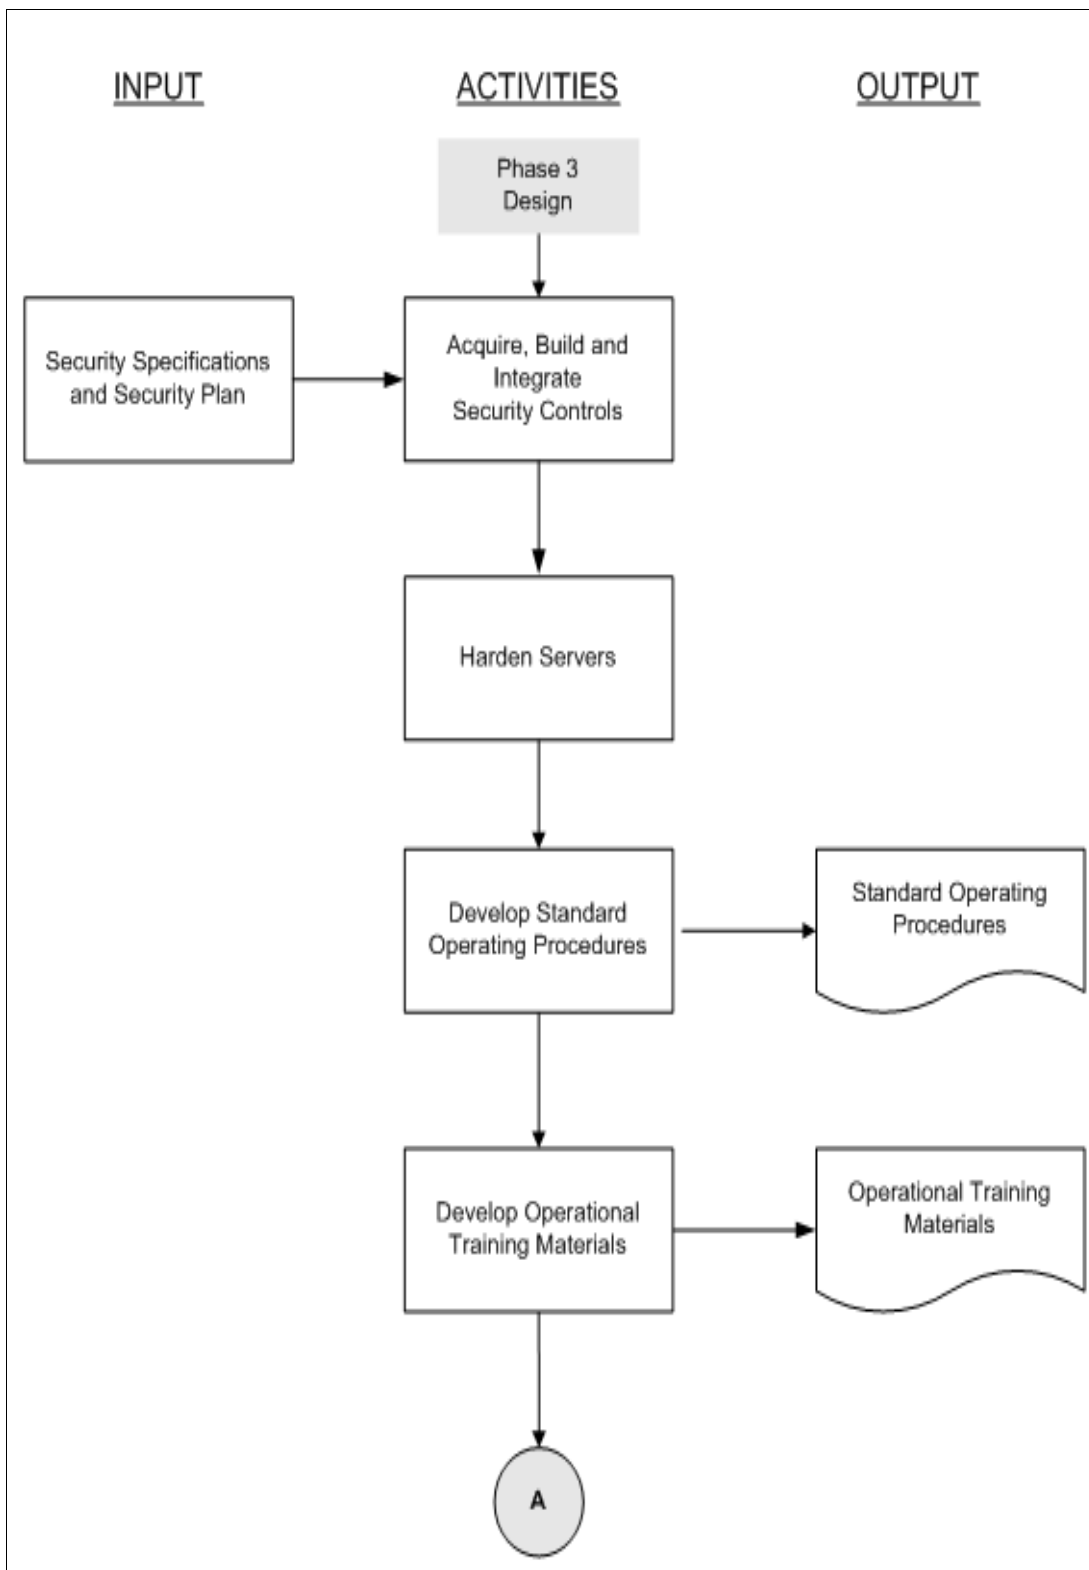 INPUT
ACTIVITIES
OUTPUT
Phase 3
Design
Security Specifications
and Security Plan
Acquire, Build and
Integrate
Security Controls
Harden Servers
Develop Standard
Operating Procedures
Standard Operating
Procedures
Develop Operational
Training Materials
Operational Training
Materials
A